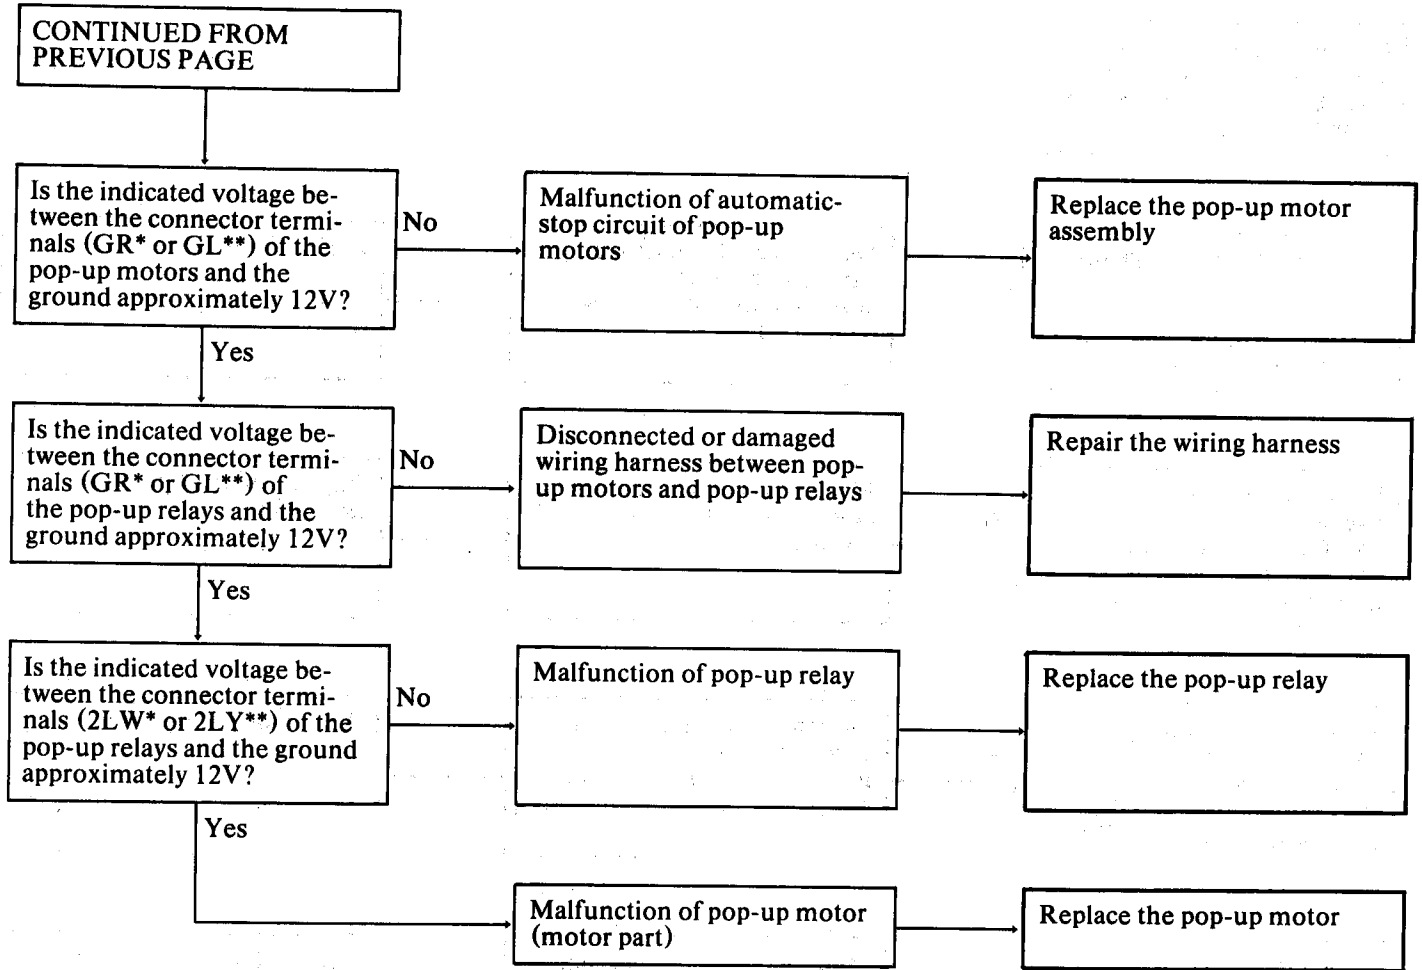 CONTINUED FROM
PREVIOUS PAGE
Is the indicated voltage be-
tween the connector termi-
nals (GR* or GL**) of the
pop-up motors and the
ground approximately 12V?
No
Malfunction of automatic-
stop circuit of pop-up
motors
Replace the pop-up motor
assembly
Yes
Is the indicated voltage be-
tween the connector termi-
nals (GR* or GL**) of
the pop-up relays and the
ground approximately 12V?
No
Disconnected or damaged
wiring harness between pop-
up motors and pop-up relays
Repair the wiring harness
Yes
Is the indicated voltage be-
tween the connector termi-
nals (2LW* or 2LY**) of the
pop-up relays and the ground
approximately 12V?
No
Malfunction of pop-up relay
Replace the pop-up relay
Yes
Malfunction of pop-up motor
(motor part)
Replace the pop-up motor